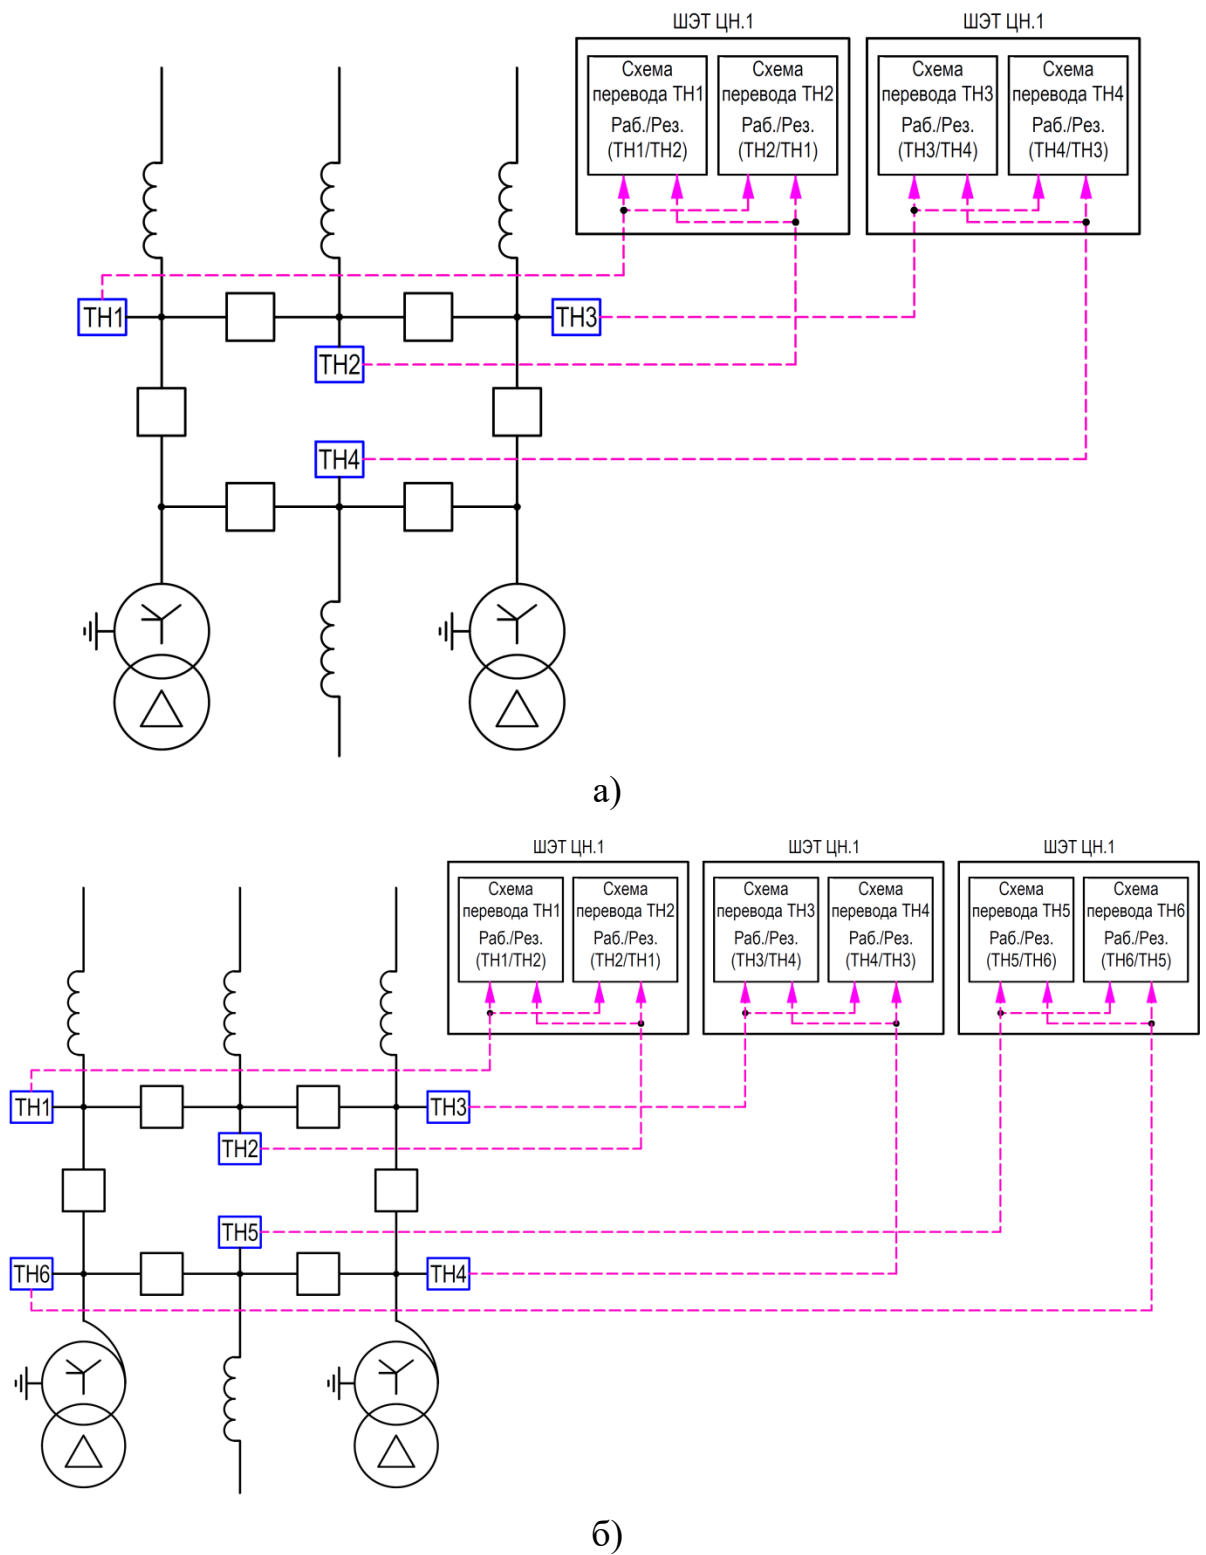 ШЭТ ЦН.1
ШЭТ ЦН.1
Схема
перевода ТН1
Раб./Рез.
(ТН1/ТН2)
Схема
перевода ТН2
Раб./Рез.
(ТН2/ТН1)
Схема
перевода ТН3
Раб./Рез.
(ТН3/ТН4)
Схема
перевода ТН4
Раб./Рез.
(ТН4/ТН3)
ТН1
ТН3
ТН2
ТН4
а)
ШЭТ ЦН.1
ШЭТ ЦН.1
ШЭТ ЦН.1
Схема
перевода ТН1
Раб./Рез.
(ТН1/ТН2)
Схема
перевода ТН2
Раб./Рез.
(ТН2/ТН1)
Схема
перевода ТН3
Раб./Рез.
(ТН3/ТН4)
Схема
перевода ТН4
Раб./Рез.
(ТН4/ТН3)
Схема
перевода ТН5
Раб./Рез.
(ТН5/ТН6)
Схема
перевода ТН6
Раб./Рез.
(ТН6/ТН5)
ТН1
ТН3
ТН2
ТН5
ТН6
ТН4
б)